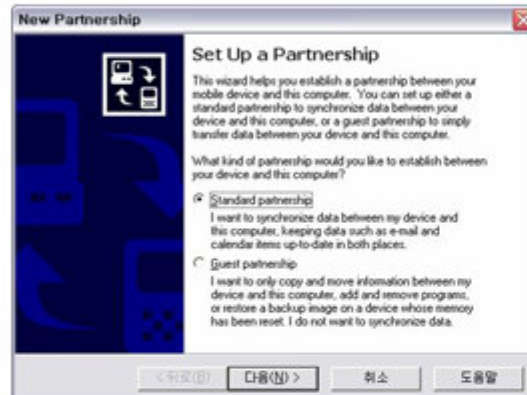 New Partnership
Set Up a Partnership
This wizard helps you establish a partnership between your
mobile device and this computer. You can set up either a
standard partnership to synchronize data between your
device and this computer, or a guest partnership to simply
transfer data between your device and this computer.
What kind of partnership would you like to establish between
your device and this computer?
Standard partnership
I want to synchronize data between my device and
this computer, keeping data such as e-mail and
calendar items up-to-date in both places.
Guest partnership
I want to only copy and move information between my
device and this computer, add and remove programs,
or restore a backup image on a device whose memory
has been reset. I do not want to synchronize data.
< 뒤로(B) 다음(N) > 취소 도움말